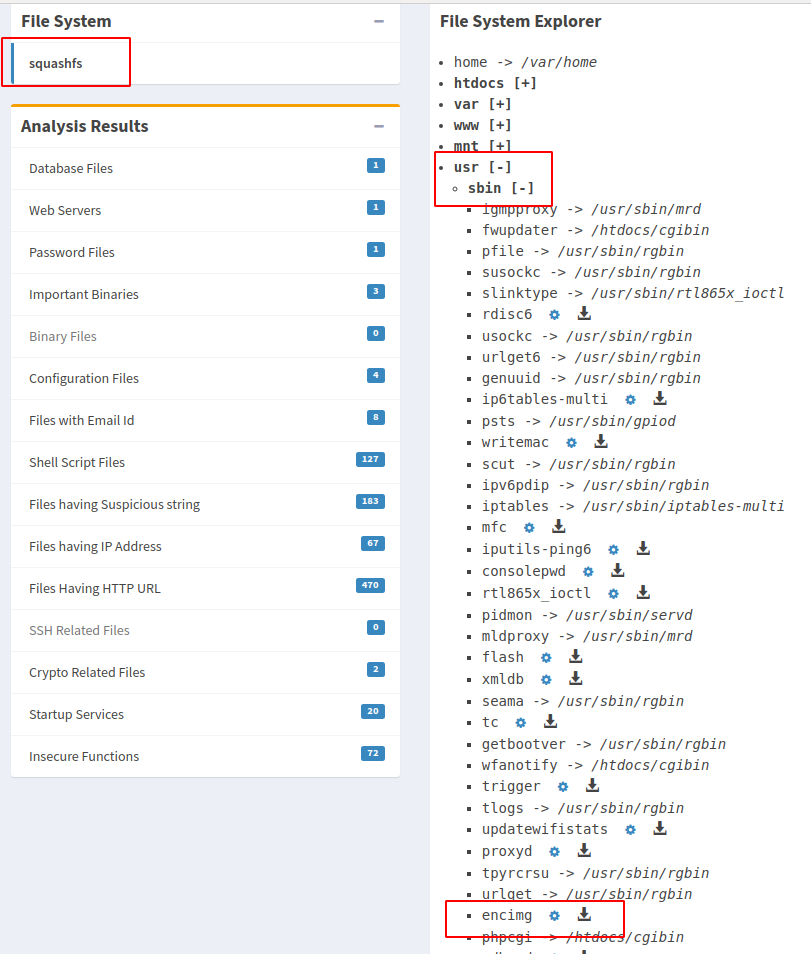 File System
squashfs
Analysis Results
Database Files 1
Web Servers 1
Password Files 1
Important Binaries 3
Binary Files 0
Configuration Files 4
Files with Email Id 8
Shell Script Files 127
Files having Suspicious string 183
Files having IP Address 67
Files Having HTTP URL 470
SSH Related Files 0
Crypto Related Files 2
Startup Services 20
Insecure Functions 72
File System Explorer
home -> /var/home
htdocs [+]
var [+]
www [+]
mnt [+]
usr [-]
sbin [-]
igmpproxy -> /usr/sbin/mrd
fwupdater -> /htdocs/cgibin
pfile -> /usr/sbin/rgbin
susockc -> /usr/sbin/rgbin
slinktype -> /usr/sbin/rtl865x_ioctl
rdisc6
usockc -> /usr/sbin/rgbin
urlget6 -> /usr/sbin/rgbin
genuuid -> /usr/sbin/rgbin
ip6tables-multi
psts -> /usr/sbin/gpiod
writemac
scut -> /usr/sbin/rgbin
ipv6pdip -> /usr/sbin/rgbin
iptables -> /usr/sbin/iptables-multi
mfc
iputils-ping6
consolepwd
rtl865x_ioctl
pidmon -> /usr/sbin/servd
mldproxy -> /usr/sbin/mrd
flash
xmldb
seama -> /usr/sbin/rgbin
tc
getbootver -> /usr/sbin/rgbin
wfanotify -> /htdocs/cgibin
trigger
tlogs -> /usr/sbin/rgbin
updatewifistats
proxyd
tpyrcrsu -> /usr/sbin/rgbin
urlget -> /usr/sbin/rgbin
encimg
phpcgi -> /htdocs/cgibin